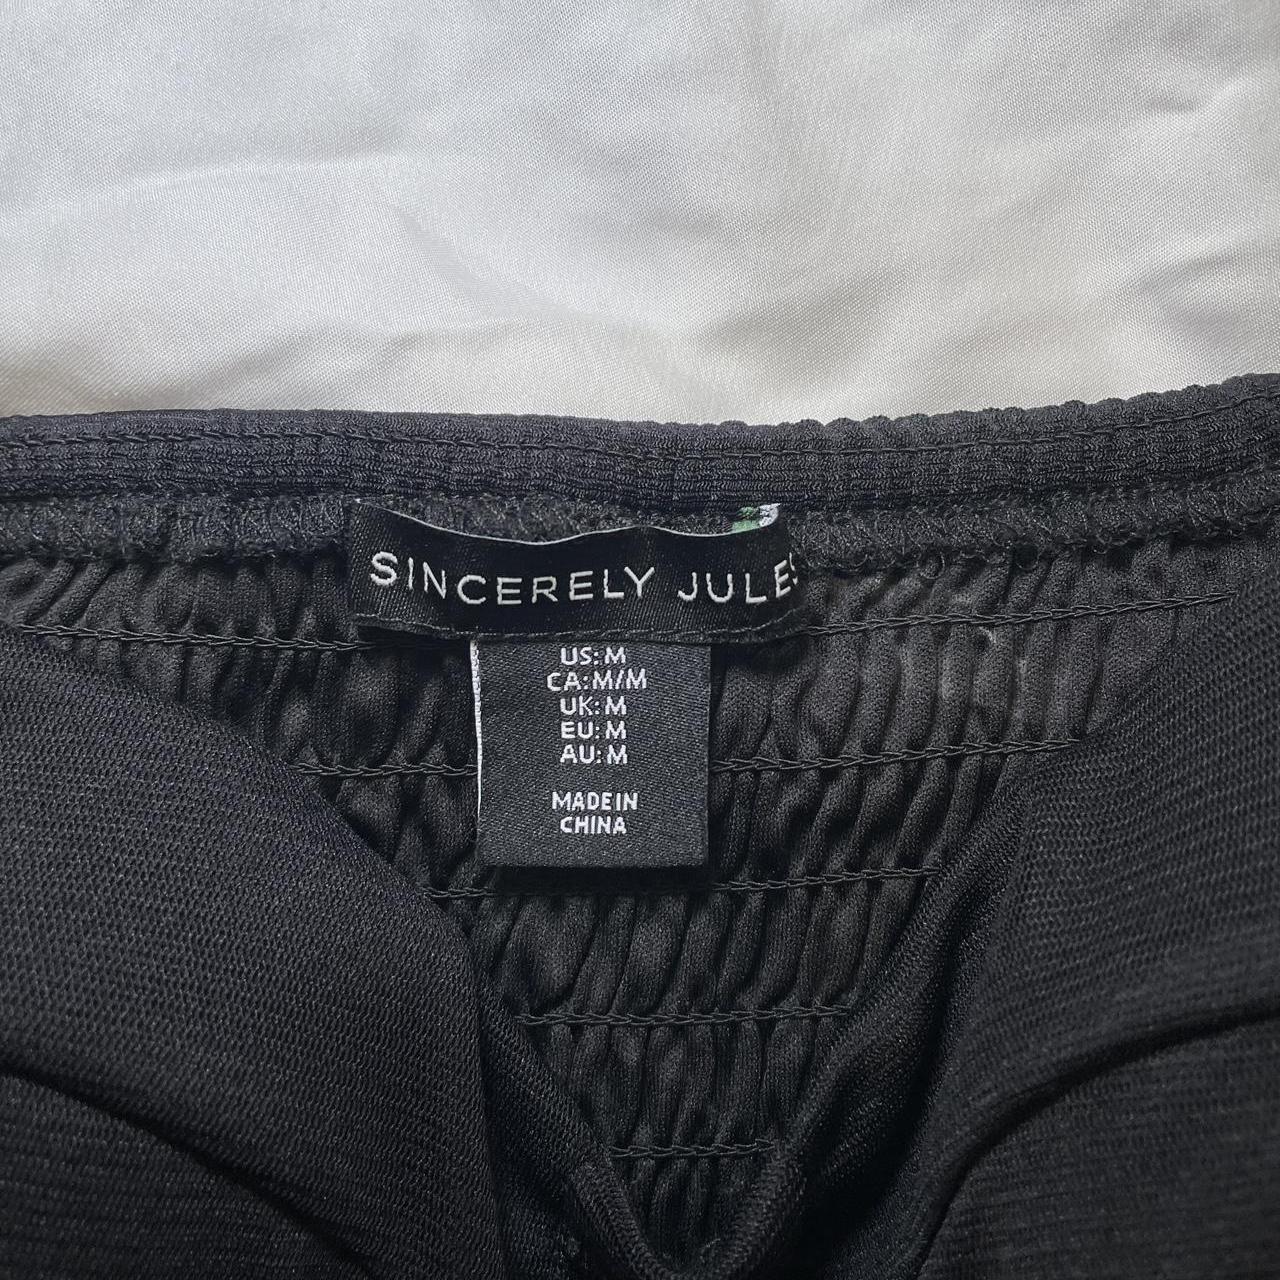 SINCERELY JULES
US: M
CA: M/M
UK: M
EU: M
AU: M
MADE IN
CHINA